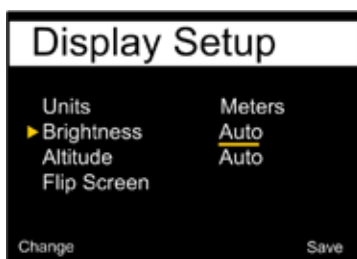 Display Setup
Units Meters
Brightness Auto
Altitude Auto
Flip Screen
Change Save